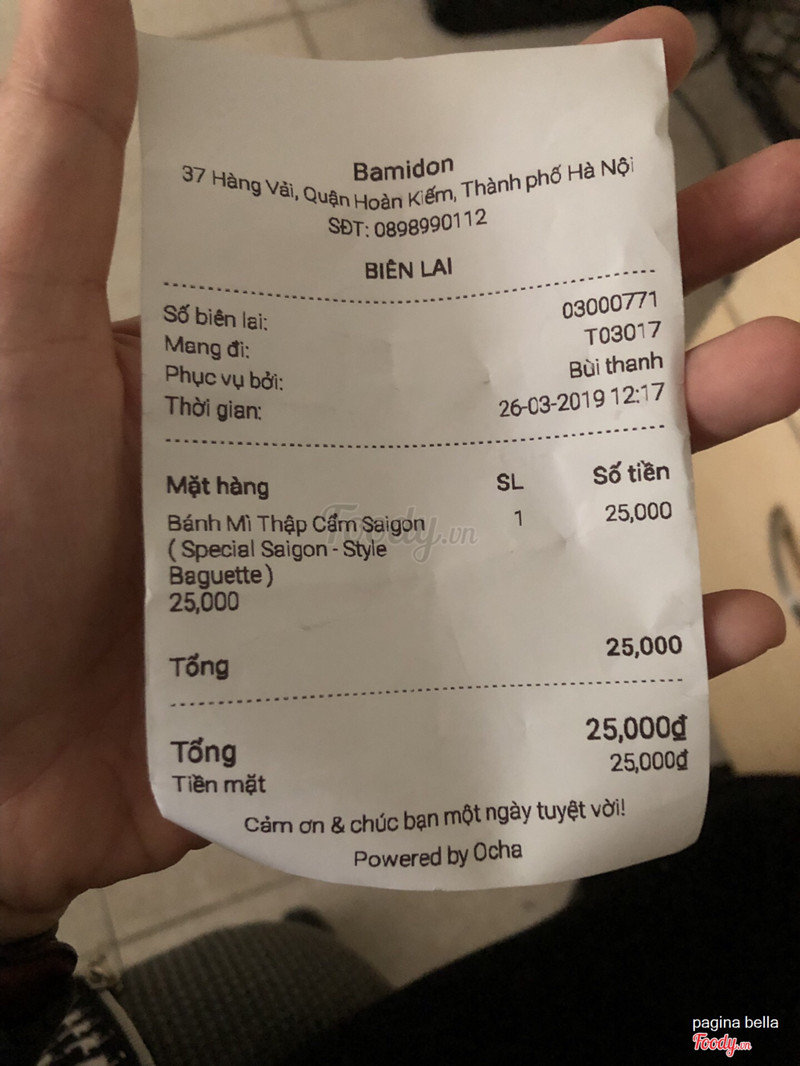 Bamidon
37 Hàng Vải, Quận Hoàn Kiếm, Thành phố Hà Nội
SĐT: 0898990112
BIÊN LAI
Số biên lai: 03000771
Mang đi: T03017
Phục vụ bởi: Bùi thanh
Thời gian: 26-03-2019 12:17
Mặt hàng SL Số tiền
Bánh Mì Thập Cẩm Saigon 1 25,000
( Special Saigon - Style
Baguette )
25,000
Tổng 25,000
Tổng 25,000₫
Tiền mặt 25,000₫
Cảm ơn & chúc bạn một ngày tuyệt vời!
Powered by Ocha
Foody.vn
pagina bella
Foody.vn